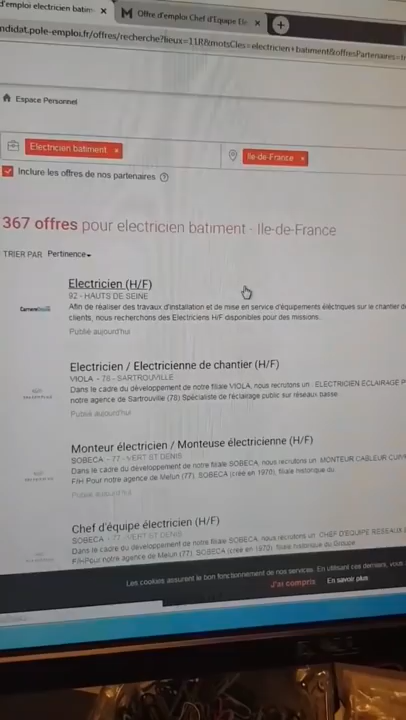 d'emploi electricien batim
Offre d'emploi Chef d'Equipe Ele
ndidat.pole-emploi.fr/offres/recherche?lieux=11R&motsCles=electricien+batiment&offresPartenaires=tr
Espace Personnel
Electricien batiment ×
Ile-de-France ×
Inclure les offres de nos partenaires
367 offres pour electricien batiment - Ile-de-France
TRIER PAR Pertinence
Electricien (H/F)
92 - HAUTS DE SEINE
Afin de réaliser des travaux d'installation et de mise en service d'équipements éléctriques sur le chantier de
clients, nous recherchons des Electriciens H/F disponibles pour des missions.
Publié aujourd'hui
Electricien / Electricienne de chantier (H/F)
VIOLA - 78 - SARTROUVILLE
Dans le cadre du développement de notre filiale VIOLA, nous recrutons un : ELECTRICIEN ECLAIRAGE P
notre agence de Sartrouville (78) Spécialiste de l'éclairage public sur réseaux basse
Publié aujourd'hui
Monteur électricien / Monteuse électricienne (H/F)
SOBECA - 77 - VERT ST DENIS
Dans le cadre du développement de notre filiale SOBECA, nous recrutons un : MONTEUR CABLEUR CUIV
F/H Pour notre agence de Melun (77). SOBECA (créé en 1970), filiale historique du
Publié aujourd'hui
Chef d'équipe électricien (H/F)
SOBECA - 77 - VERT ST DENIS
Dans le cadre du développement de notre filiale SOBECA, nous recrutons un : CHEF D'EQUIPE RESEAUX
F/HPour notre agence de Melun (77). SOBECA (créé en 1970), filiale historique du Groupe
Les cookies assurent le bon fonctionnement de nos services. En utilisant ces derniers, vous
J'ai compris En savoir plus